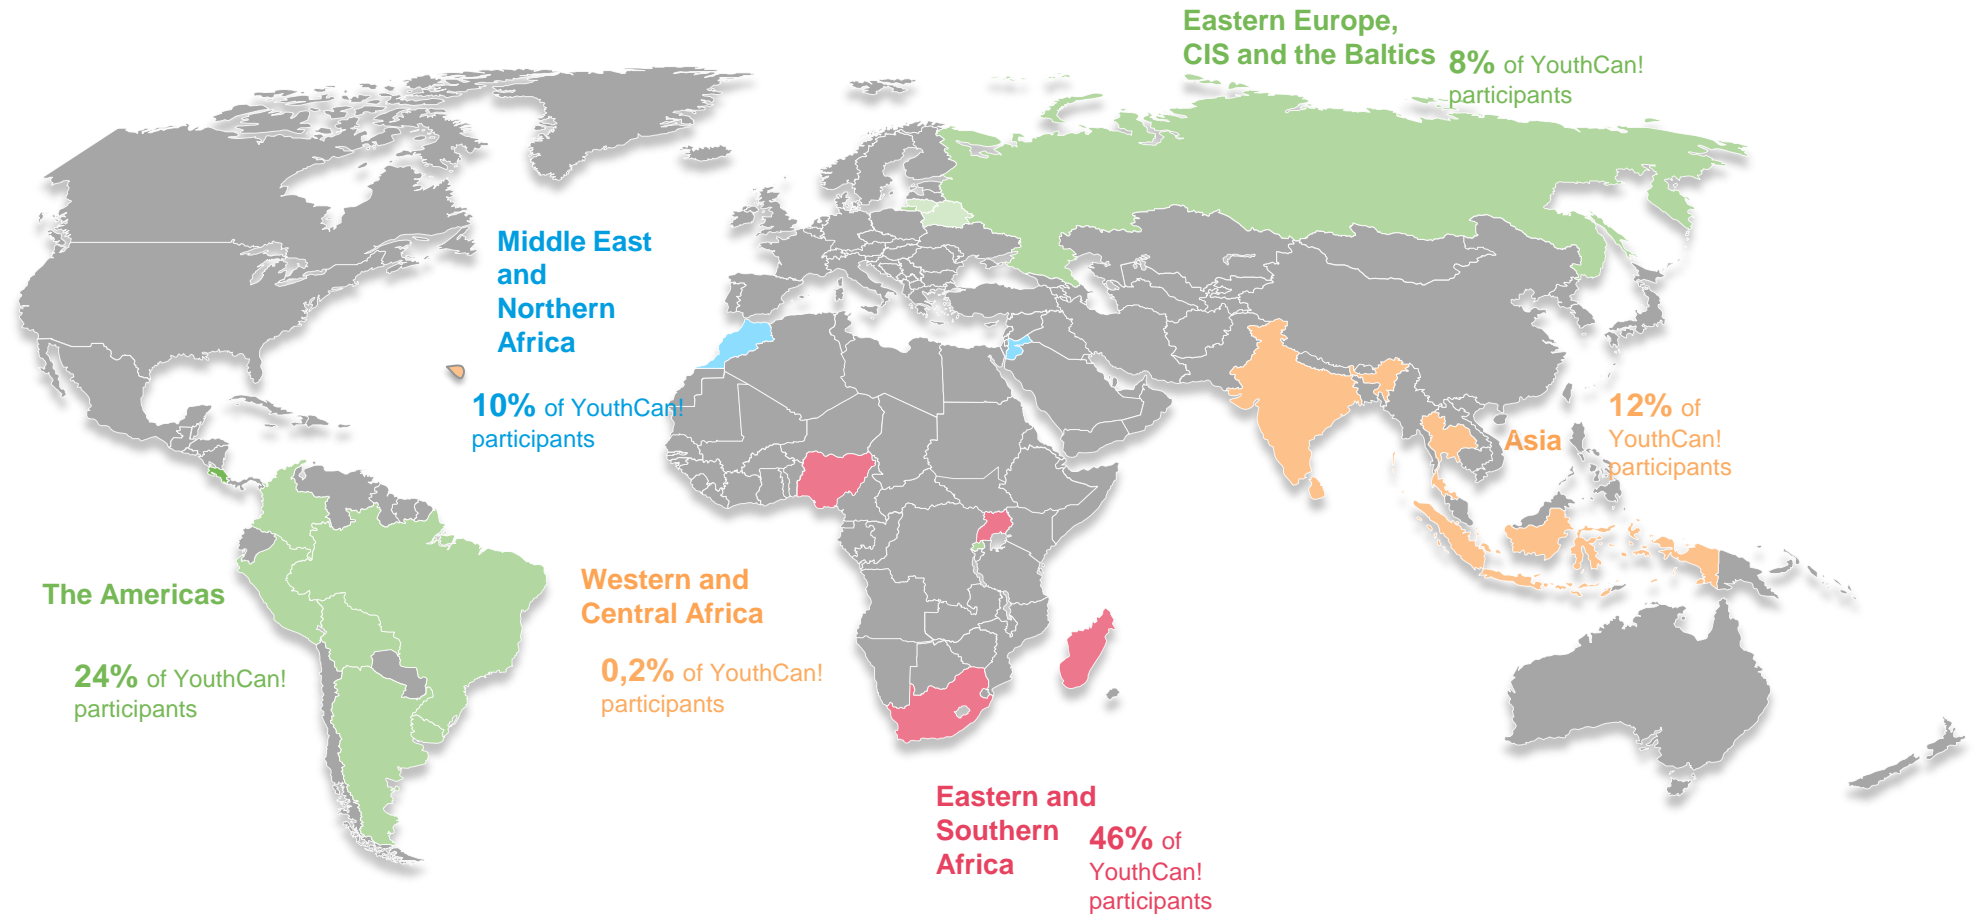 Eastern Europe,
CIS and the Baltics
8% of YouthCan!
participants
Middle East
and
Northern
Africa
10% of YouthCan!
participants
12% of
YouthCan!
participants
Asia
The Americas
24% of YouthCan!
participants
Western and
Central Africa
0,2% of YouthCan!
participants
Eastern and
Southern
Africa
46% of
YouthCan!
participants